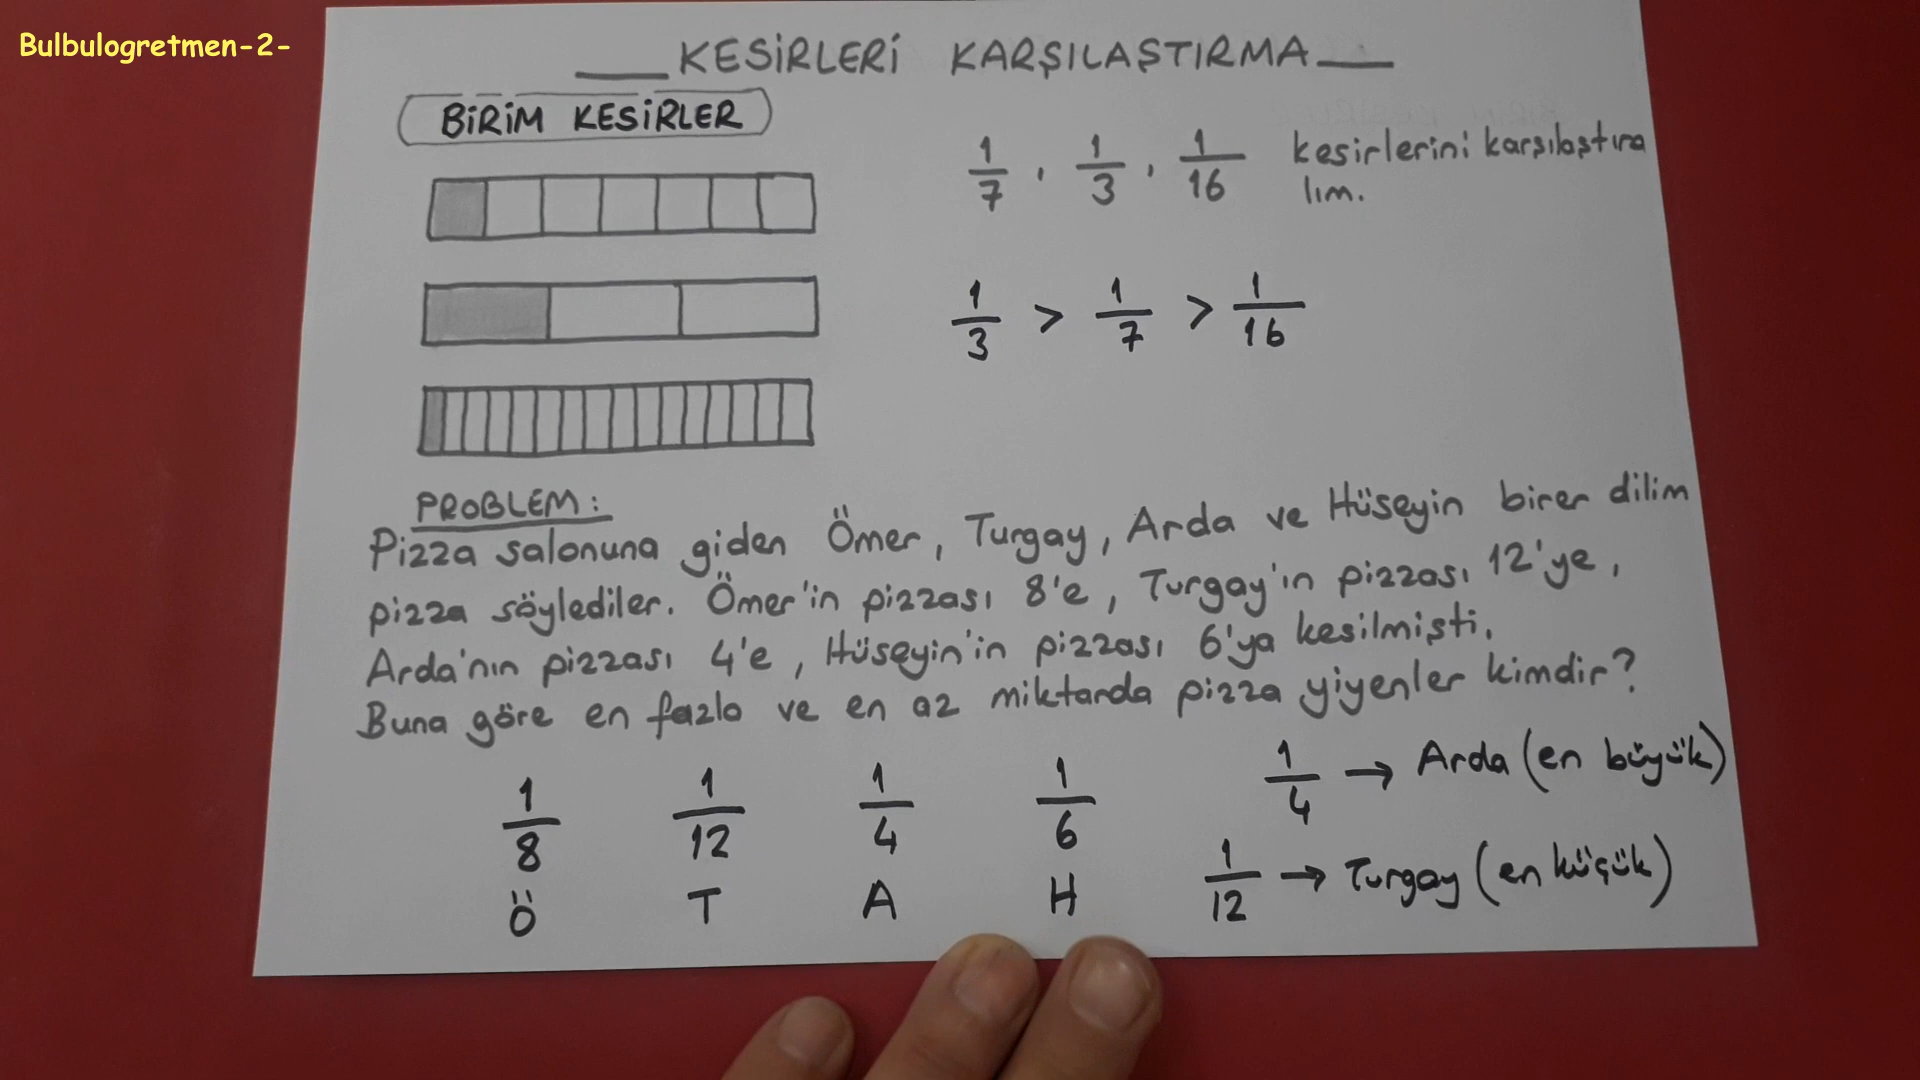 Bulbulogretmen-2-
KESİRLERİ KARŞILAŞTIRMA
BİRİM KESİRLER
1/7 , 1/3 , 1/16 kesirlerini karşılaştıra
lım.
1/3 > 1/7 > 1/16
PROBLEM:
Pizza salonuna giden Ömer, Turgay, Arda ve Hüseyin birer dilim
pizza söylediler. Ömer'in pizzası 8'e, Turgay'ın pizzası 12'ye,
Arda'nın pizzası 4'e, Hüseyin'in pizzası 6'ya kesilmişti.
Buna göre en fazla ve en az miktarda pizza yiyenler kimdir?
1/8 1/12 1/4 1/6
Ö T A H
1/4 → Arda (en büyük)
1/12 → Turgay (en küçük)